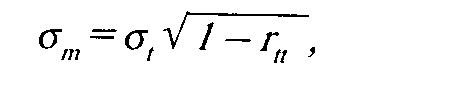 σₘ = σₜ √1 − rₜₜ ,